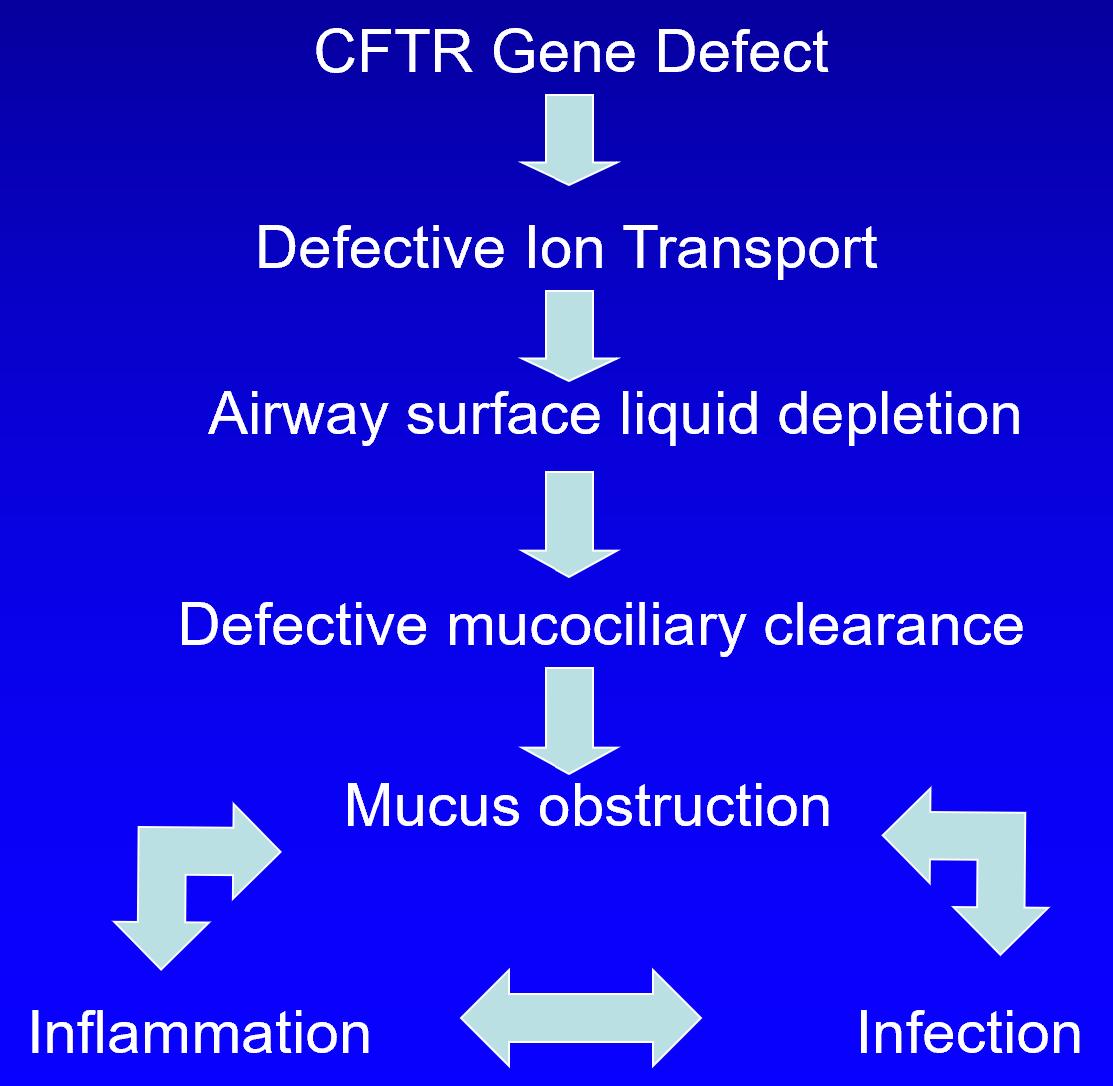 CFTR Gene Defect
Defective Ion Transport
Airway surface liquid depletion
Defective mucociliary clearance
Mucus obstruction
Inflammation
Infection